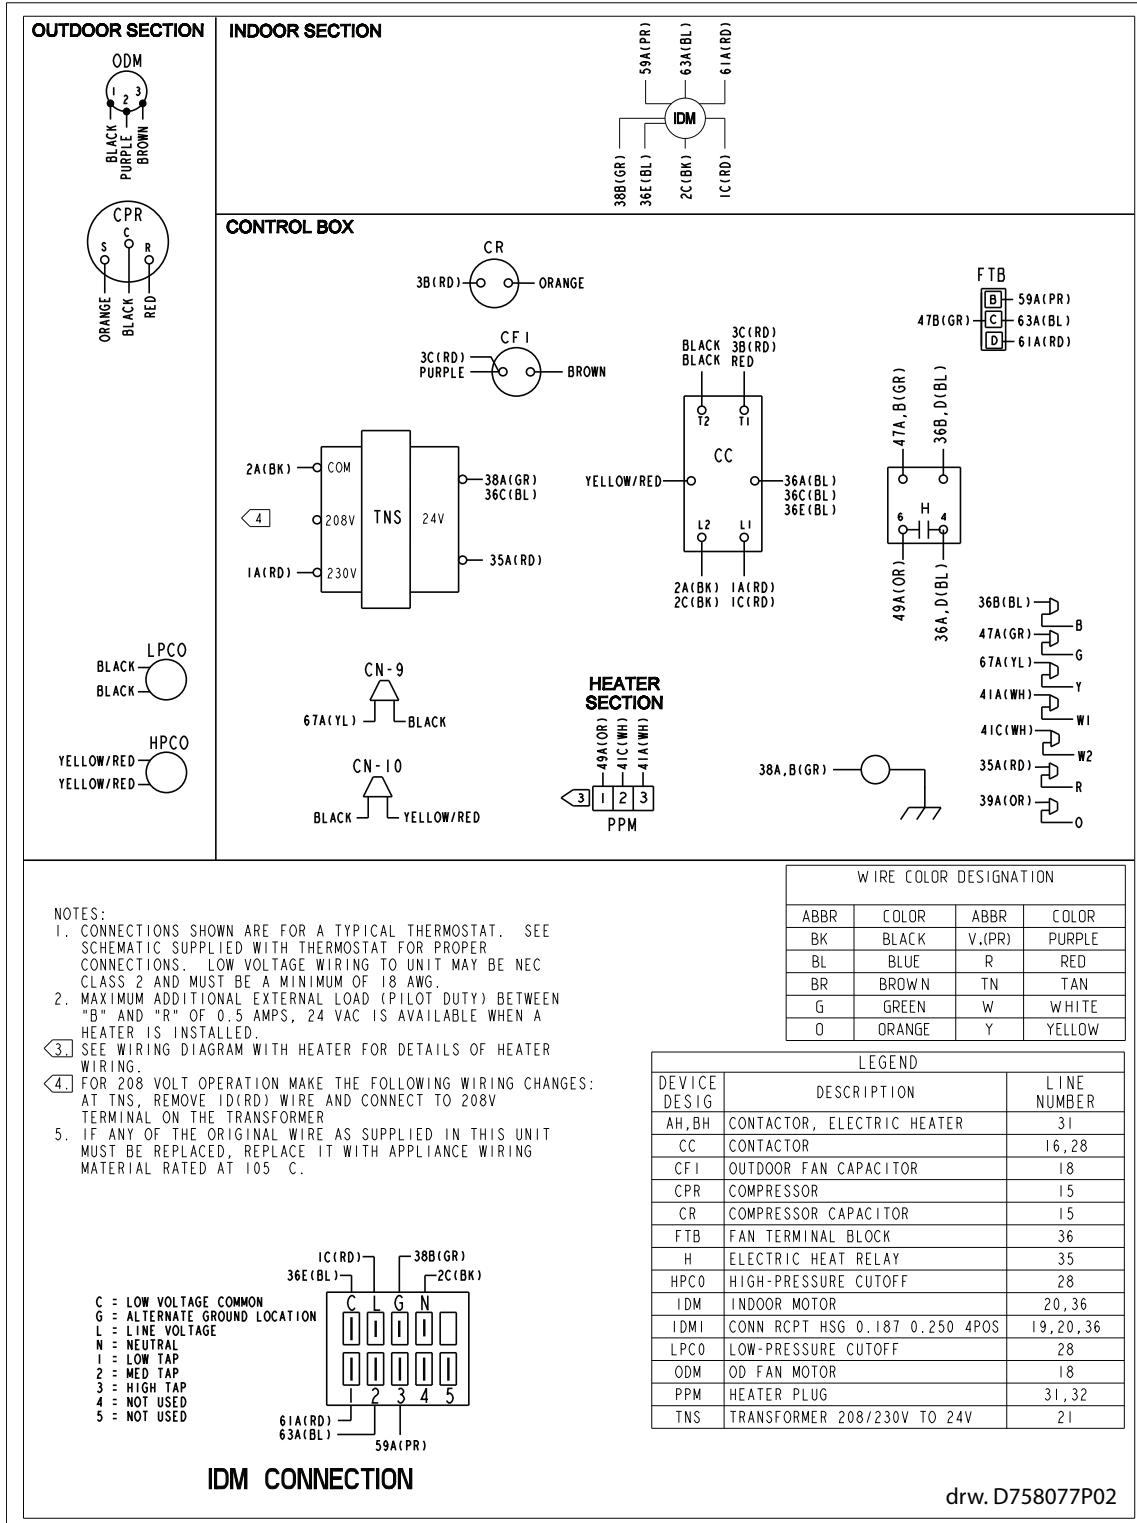 OUTDOOR SECTION
ODM
1 2 3
BLACK
PURPLE
BROWN
CPR
C
S R
ORANGE
BLACK
RED
LPCO
BLACK
BLACK
HPCO
YELLOW/RED
YELLOW/RED
INDOOR SECTION
59A(PR)
63A(BL)
61A(RD)
IDM
38B(GR)
36E(BL)
2C(BK)
1C(RD)
CONTROL BOX
CR
3B(RD) ORANGE
CF1
3C(RD)
PURPLE BROWN
2A(BK) COM
4 208V
1A(RD) 230V
TNS
24V
38A(GR)
36C(BL)
35A(RD)
BLACK
BLACK
3C(RD)
3B(RD)
RED
T2 T1
CC
YELLOW/RED
36A(BL)
36C(BL)
36E(BL)
L2 L1
2A(BK) 1A(RD)
2C(BK) 1C(RD)
FTB
B 59A(PR)
47B(GR) C 63A(BL)
D 61A(RD)
47A,B(GR)
36B,D(BL)
6 H 4
49A(OR)
36A,D(BL)
36B(BL) B
47A(GR) G
67A(YL) Y
41A(WH) W1
41C(WH) W2
35A(RD) R
39A(OR) O
CN-9
67A(YL) BLACK
CN-10
BLACK YELLOW/RED
HEATER
SECTION
49A(OR)
41C(WH)
41A(WH)
3 1 2 3
PPM
38A,B(GR)
NOTES:
1. CONNECTIONS SHOWN ARE FOR A TYPICAL THERMOSTAT. SEE
SCHEMATIC SUPPLIED WITH THERMOSTAT FOR PROPER
CONNECTIONS. LOW VOLTAGE WIRING TO UNIT MAY BE NEC
CLASS 2 AND MUST BE A MINIMUM OF 18 AWG.
2. MAXIMUM ADDITIONAL EXTERNAL LOAD (PILOT DUTY) BETWEEN
"B" AND "R" OF 0.5 AMPS, 24 VAC IS AVAILABLE WHEN A
HEATER IS INSTALLED.
3. SEE WIRING DIAGRAM WITH HEATER FOR DETAILS OF HEATER
WIRING.
4. FOR 208 VOLT OPERATION MAKE THE FOLLOWING WIRING CHANGES:
AT TNS, REMOVE 1D(RD) WIRE AND CONNECT TO 208V
TERMINAL ON THE TRANSFORMER
5. IF ANY OF THE ORIGINAL WIRE AS SUPPLIED IN THIS UNIT
MUST BE REPLACED, REPLACE IT WITH APPLIANCE WIRING
MATERIAL RATED AT 105 C.
WIRE COLOR DESIGNATION
ABBR COLOR ABBR COLOR
BK BLACK V,(PR) PURPLE
BL BLUE R RED
BR BROWN TN TAN
G GREEN W WHITE
O ORANGE Y YELLOW
LEGEND
DEVICE DESIG DESCRIPTION LINE NUMBER
AH,BH CONTACTOR, ELECTRIC HEATER 31
CC CONTACTOR 16,28
CF1 OUTDOOR FAN CAPACITOR 18
CPR COMPRESSOR 15
CR COMPRESSOR CAPACITOR 15
FTB FAN TERMINAL BLOCK 36
H ELECTRIC HEAT RELAY 35
HPCO HIGH-PRESSURE CUTOFF 28
IDM INDOOR MOTOR 20,36
IDM1 CONN RCPT HSG 0.187 0.250 4POS 19,20,36
LPCO LOW-PRESSURE CUTOFF 28
ODM OD FAN MOTOR 18
PPM HEATER PLUG 31,32
TNS TRANSFORMER 208/230V TO 24V 21
C = LOW VOLTAGE COMMON
G = ALTERNATE GROUND LOCATION
L = LINE VOLTAGE
N = NEUTRAL
1 = LOW TAP
2 = MED TAP
3 = HIGH TAP
4 = NOT USED
5 = NOT USED
1C(RD) 38B(GR)
36E(BL) 2C(BK)
C L G N
1 2 3 4 5
61A(RD)
63A(BL)
59A(PR)
IDM CONNECTION
drw. D758077P02